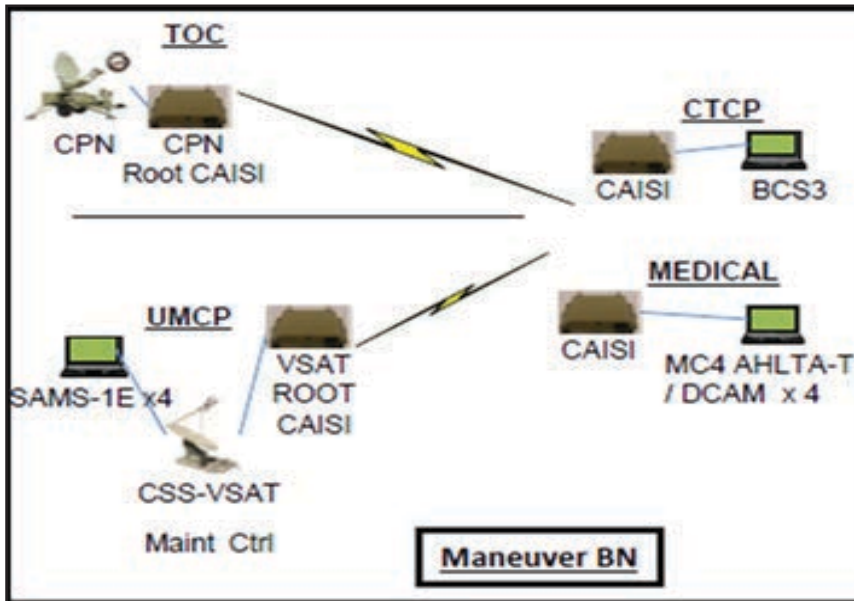 TOC
CPN
CPN
Root CAISI
CTCP
CAISI
BCS3
UMCP
SAMS-1E x4
VSAT
ROOT
CAISI
CSS-VSAT
Maint Ctrl
MEDICAL
CAISI
MC4 AHLTA-T
/ DCAM x 4
Maneuver BN